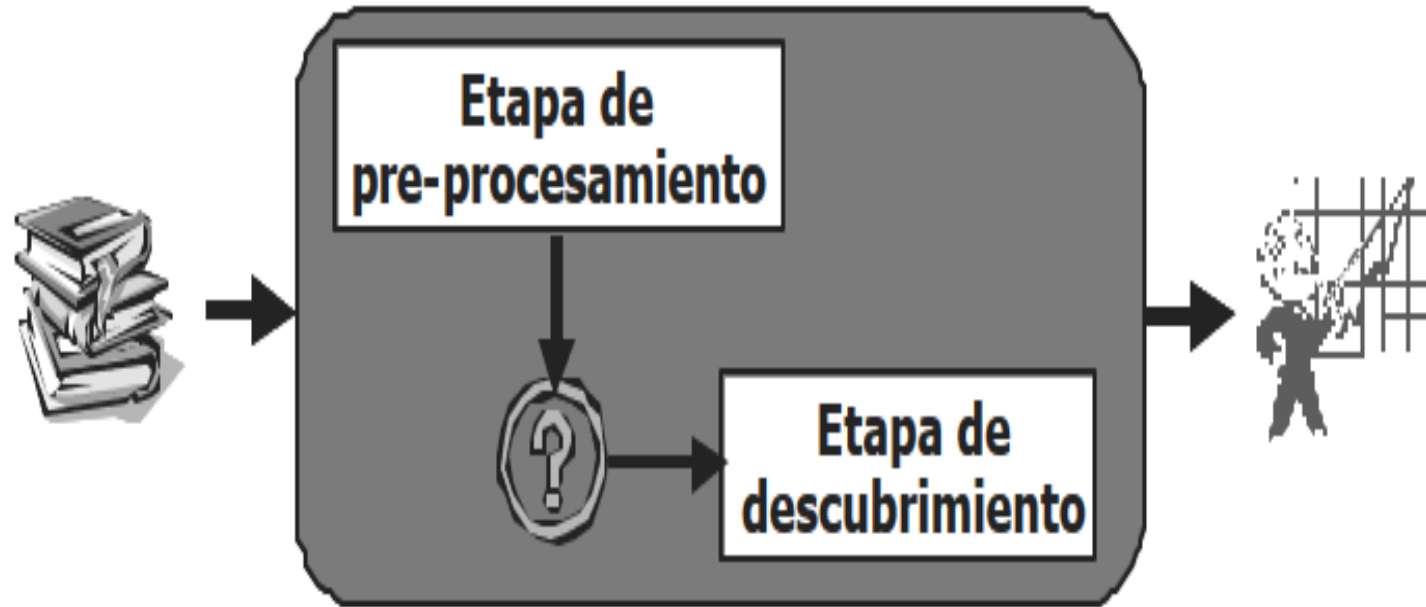 Etapa de
pre-procesamiento
?
Etapa de
descubrimiento